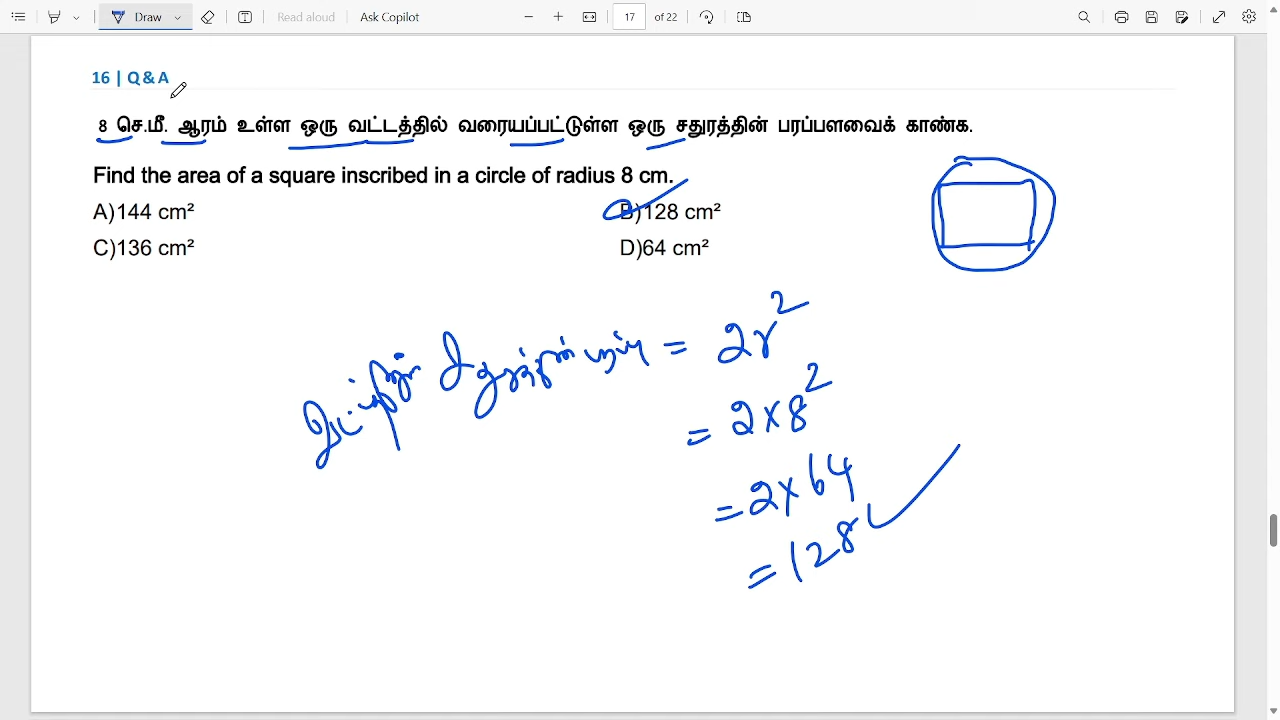 Draw
Read aloud
Ask Copilot
17
of 22
16 | Q&A
8 செ.மீ. ஆரம் உள்ள ஒரு வட்டத்தில் வரையப்பட்டுள்ள ஒரு சதுரத்தின் பரப்பளவைக் காண்க.
Find the area of a square inscribed in a circle of radius 8 cm.
A)144 cm² B)128 cm²
C)136 cm² D)64 cm²
= 2r²
= 2×8²
= 2×64
= 128